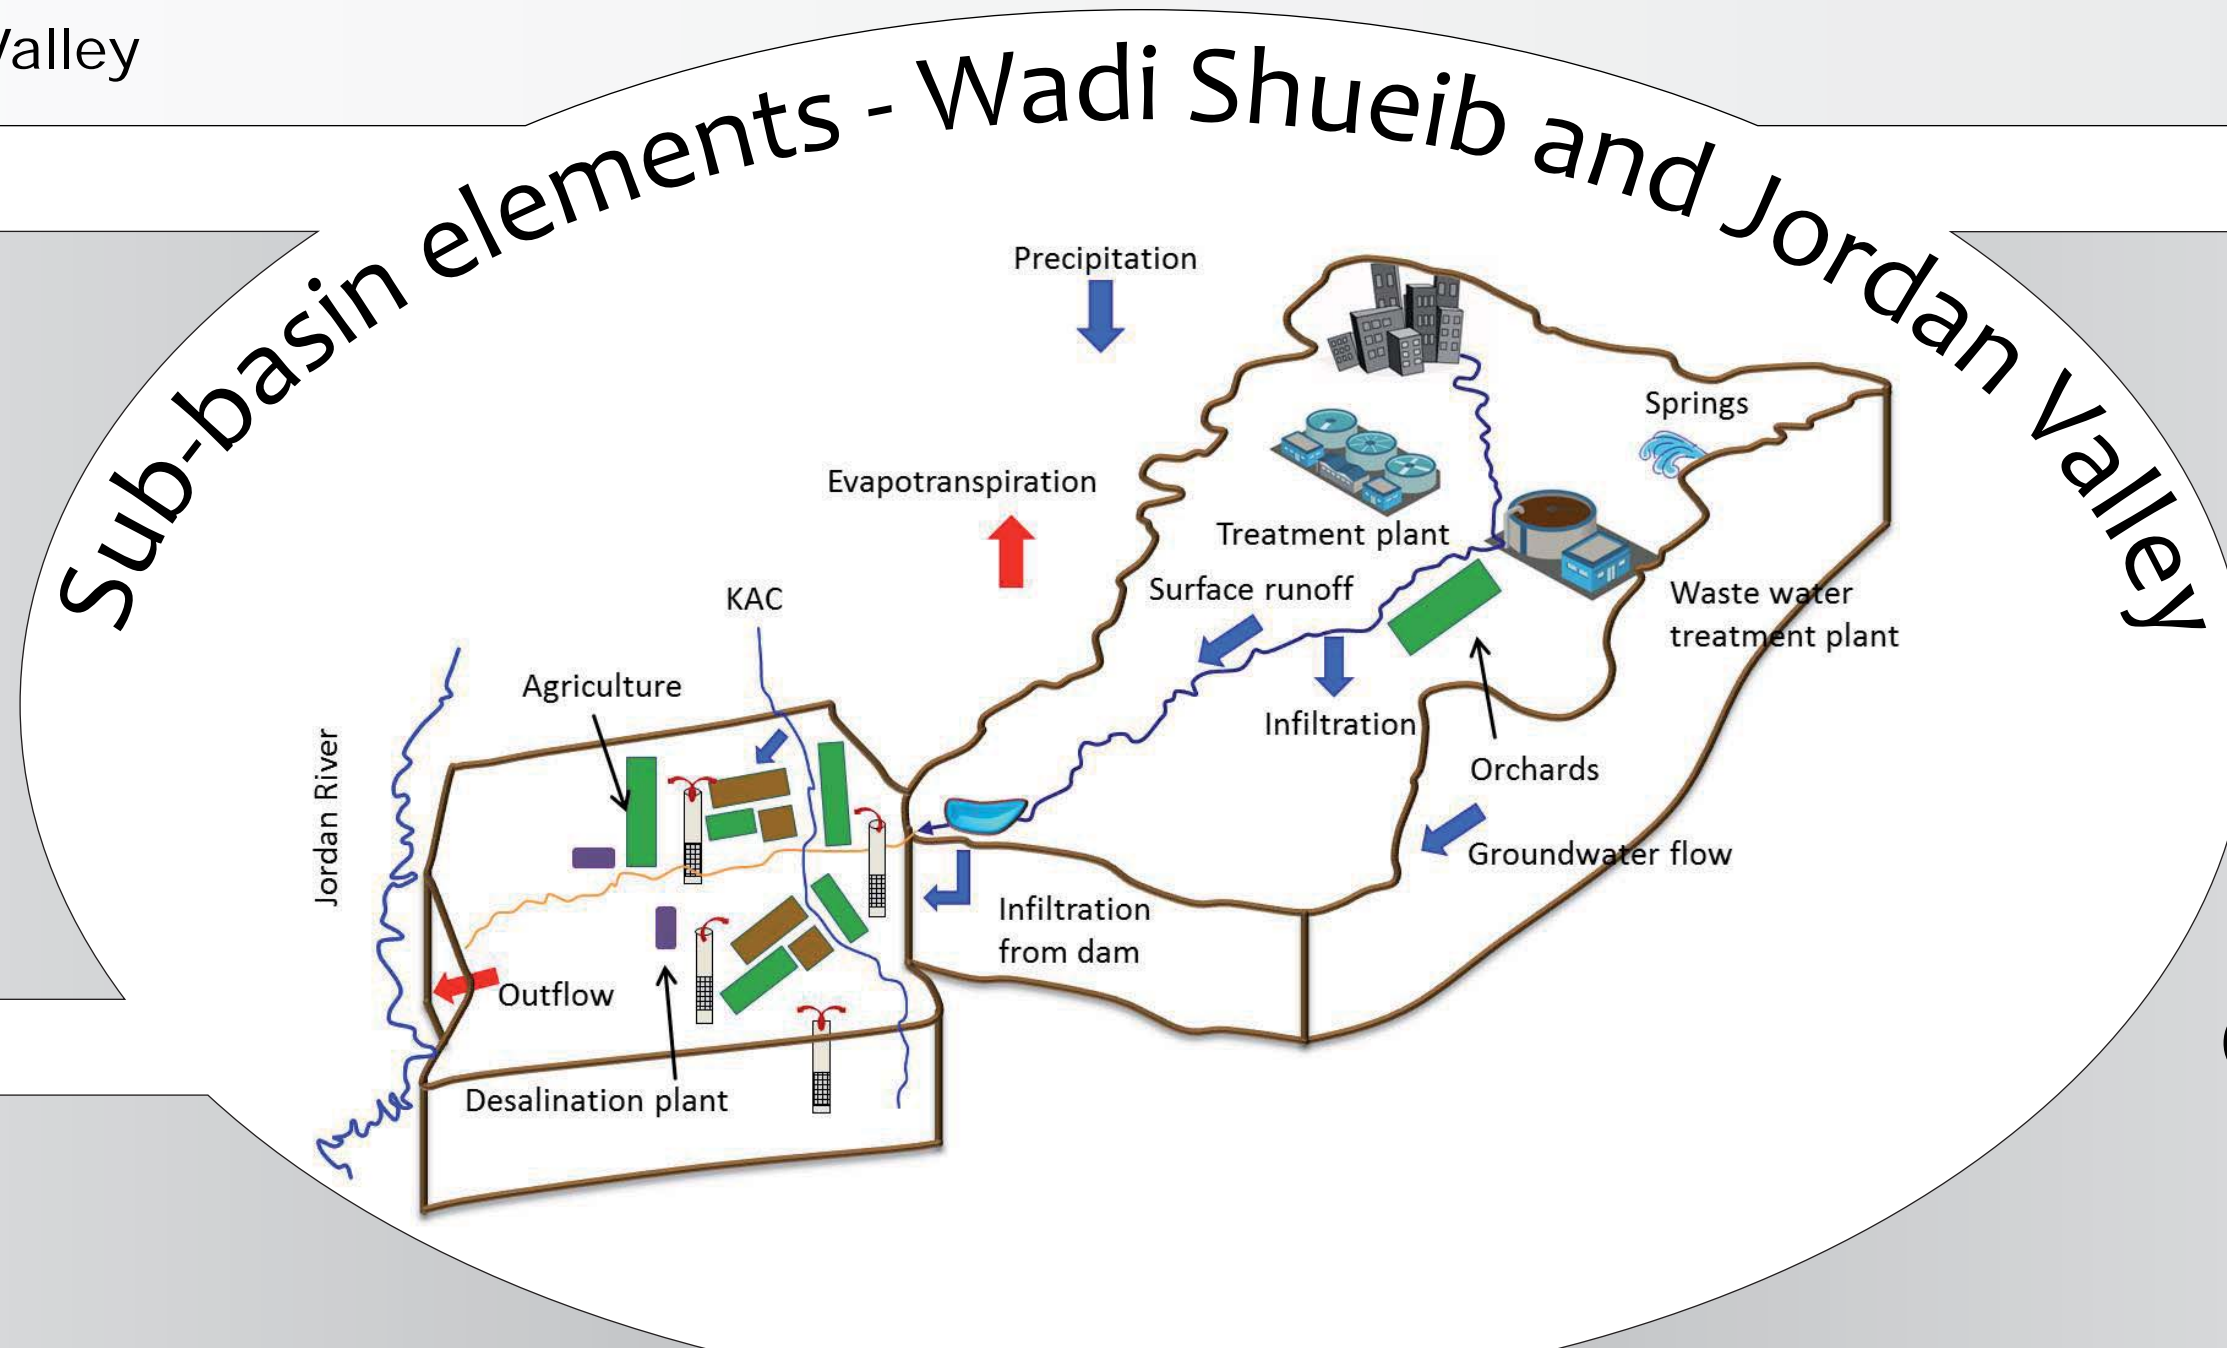 Valley
Sub-basin elements - Wadi Shueib and Jordan Valley
Precipitation
Springs
Evapotranspiration
Treatment plant
Surface runoff
Waste water
treatment plant
KAC
Agriculture
Infiltration
Orchards
Jordan River
Groundwater flow
Infiltration
from dam
Outflow
Desalination plant